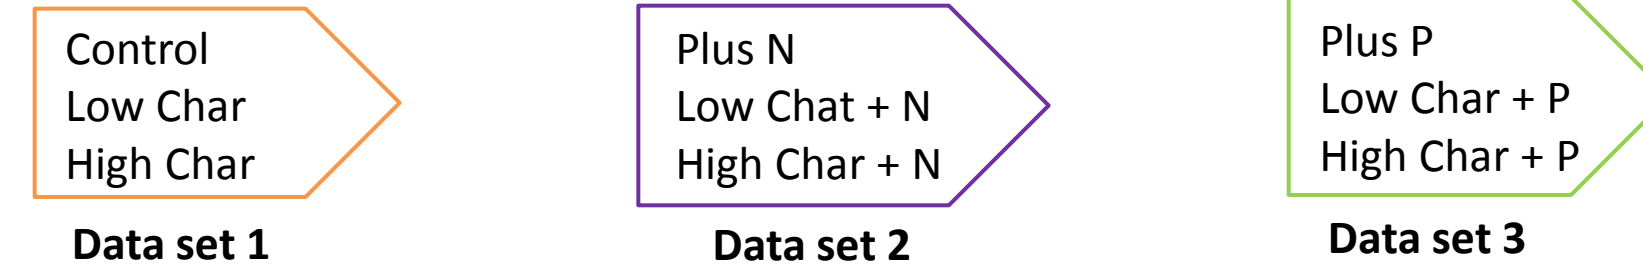 Control
Low Char
High Char
Data set 1
Plus N
Low Chat + N
High Char + N
Data set 2
Plus P
Low Char + P
High Char + P
Data set 3